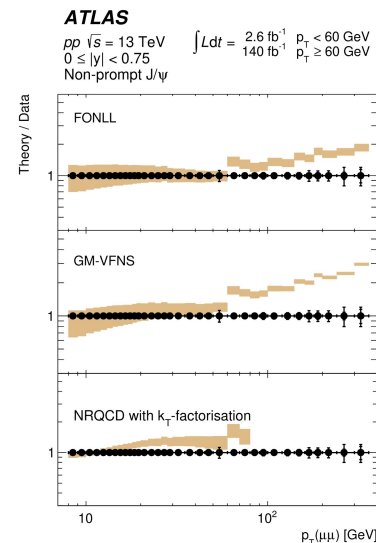 ATLAS
pp √s = 13 TeV
0 ≤ |y| < 0.75
Non-prompt J/ψ
∫Ldt = 2.6 fb⁻¹ p_T < 60 GeV
140 fb⁻¹ p_T ≥ 60 GeV
Theory / Data
FONLL
1
GM-VFNS
1
NRQCD with k_T-factorisation
1
10 10²
p_T(μμ) [GeV]